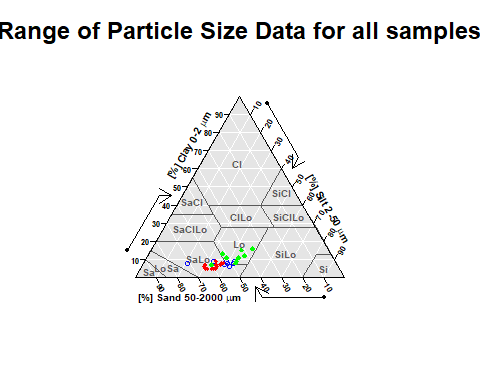 Range of Particle Size Data for all samples
90
80
70
60
50
40
30
20
10
[%] Clay 0-2 µm
10
20
30
40
50
60
70
80
90
[%] Silt 2-50 µm
Cl
SiCl
SaCl
ClLo
SiClLo
SaClLo
Lo
SaLo
SiLo
Si
LoSa
Sa
90
80
70
60
50
40
30
20
10
[%] Sand 50-2000 µm